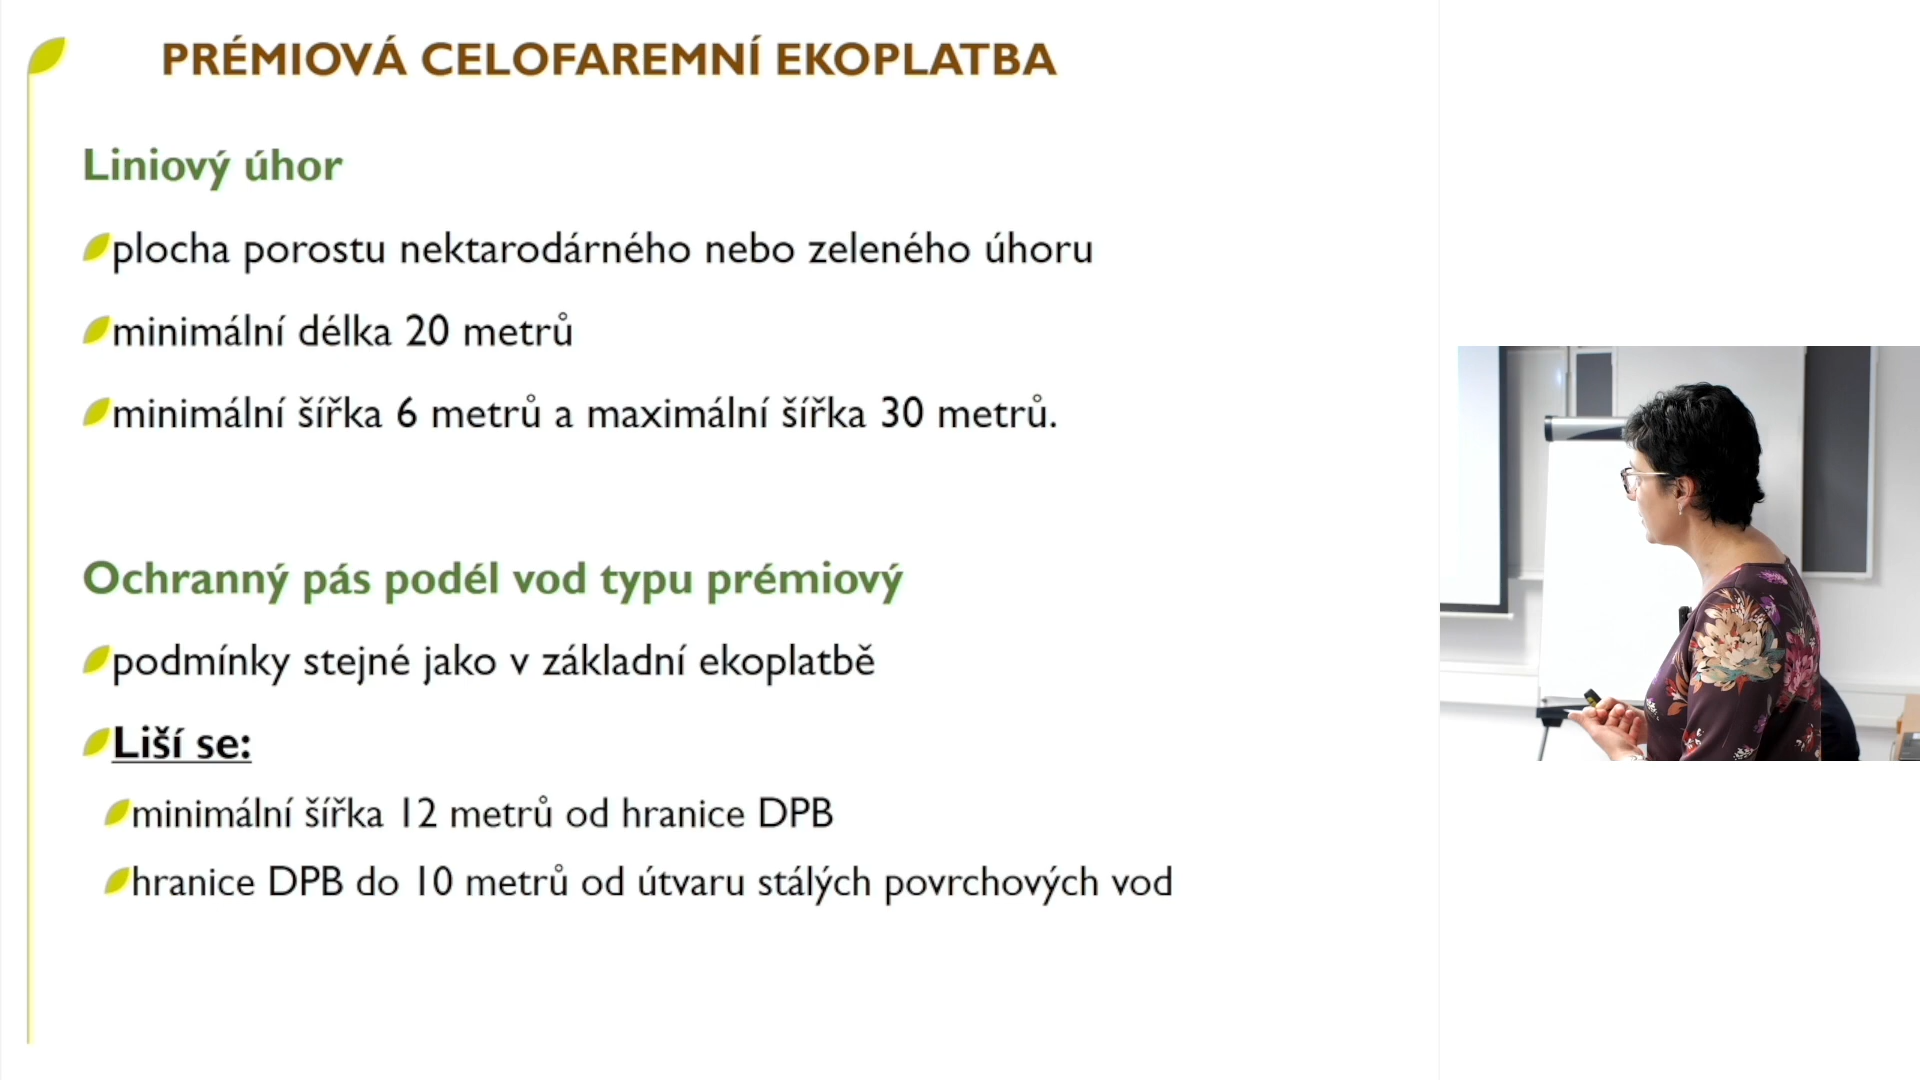 PRÉMIOVÁ CELOFAREMNÍ EKOPLATBA
Liniový úhor
plocha porostu nektarodárného nebo zeleného úhoru
minimální délka 20 metrů
minimální šířka 6 metrů a maximální šířka 30 metrů.
Ochranný pás podél vod typu prémiový
podmínky stejné jako v základní ekoplatbě
Liší se:
minimální šířka 12 metrů od hranice DPB
hranice DPB do 10 metrů od útvaru stálých povrchových vod